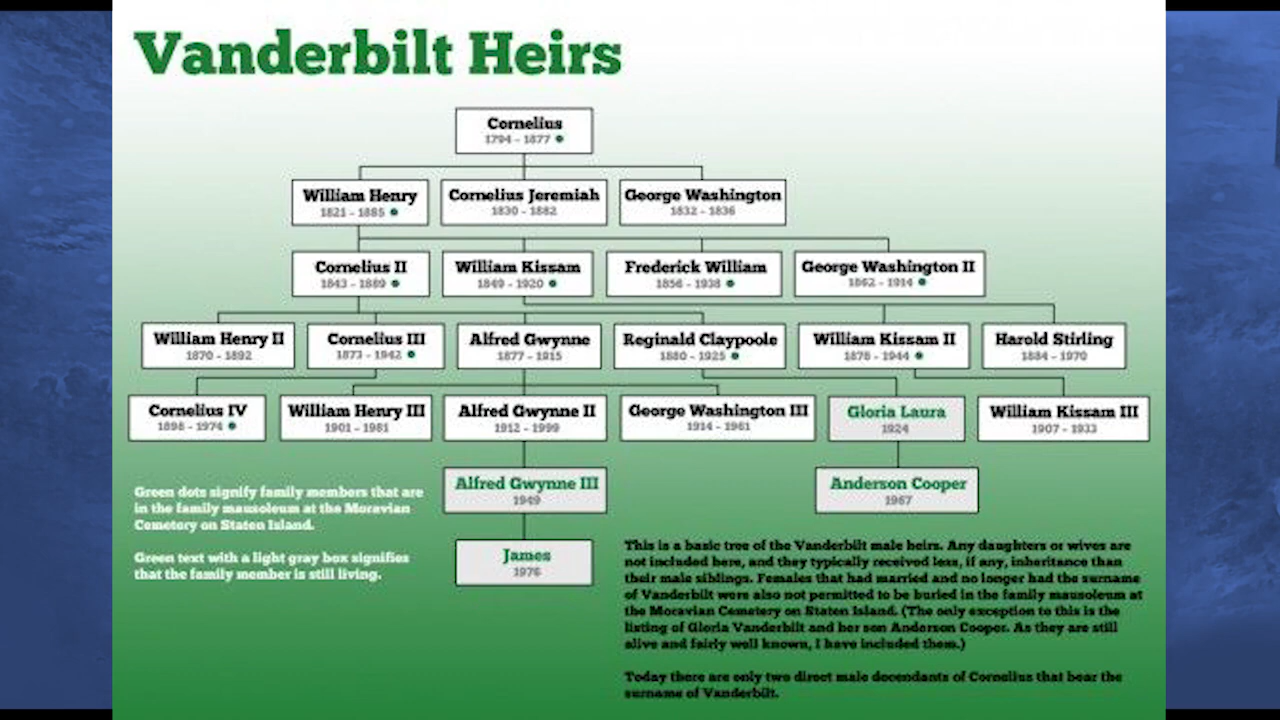 Vanderbilt Heirs
Cornelius
1794 - 1877
William Henry
1821 - 1885
Cornelius Jeremiah
1830 - 1882
George Washington
1832 - 1836
Cornelius II
1843 - 1889
William Kissam
1849 - 1920
Frederick William
1856 - 1938
George Washington II
1862 - 1914
William Henry II
1870 - 1892
Cornelius III
1873 - 1942
Alfred Gwynne
1877 - 1915
Reginald Claypoole
1880 - 1925
William Kissam II
1878 - 1944
Harold Stirling
1884 - 1970
Cornelius IV
1898 - 1974
William Henry III
1901 - 1981
Alfred Gwynne II
1912 - 1999
George Washington III
1914 - 1961
Gloria Laura
1924
William Kissam III
1907 - 1933
Alfred Gwynne III
1949
Anderson Cooper
1967
James
1976
Green dots signify family members that are
in the family mausoleum at the Moravian
Cemetery on Staten Island.
Green text with a light gray box signifies
that the family member is still living.
This is a basic tree of the Vanderbilt male heirs. Any daughters or wives are
not included here, and they typically received less, if any, inheritance than
their male siblings. Females that had married and no longer had the surname
of Vanderbilt were also not permitted to be buried in the family mausoleum at
the Moravian Cemetery on Staten Island. (The only exception to this is the
listing of Gloria Vanderbilt and her son Anderson Cooper. As they are still
alive and fairly well known, I have included them.)
Today there are only two direct male decendants of Cornelius that bear the
surname of Vanderbilt.